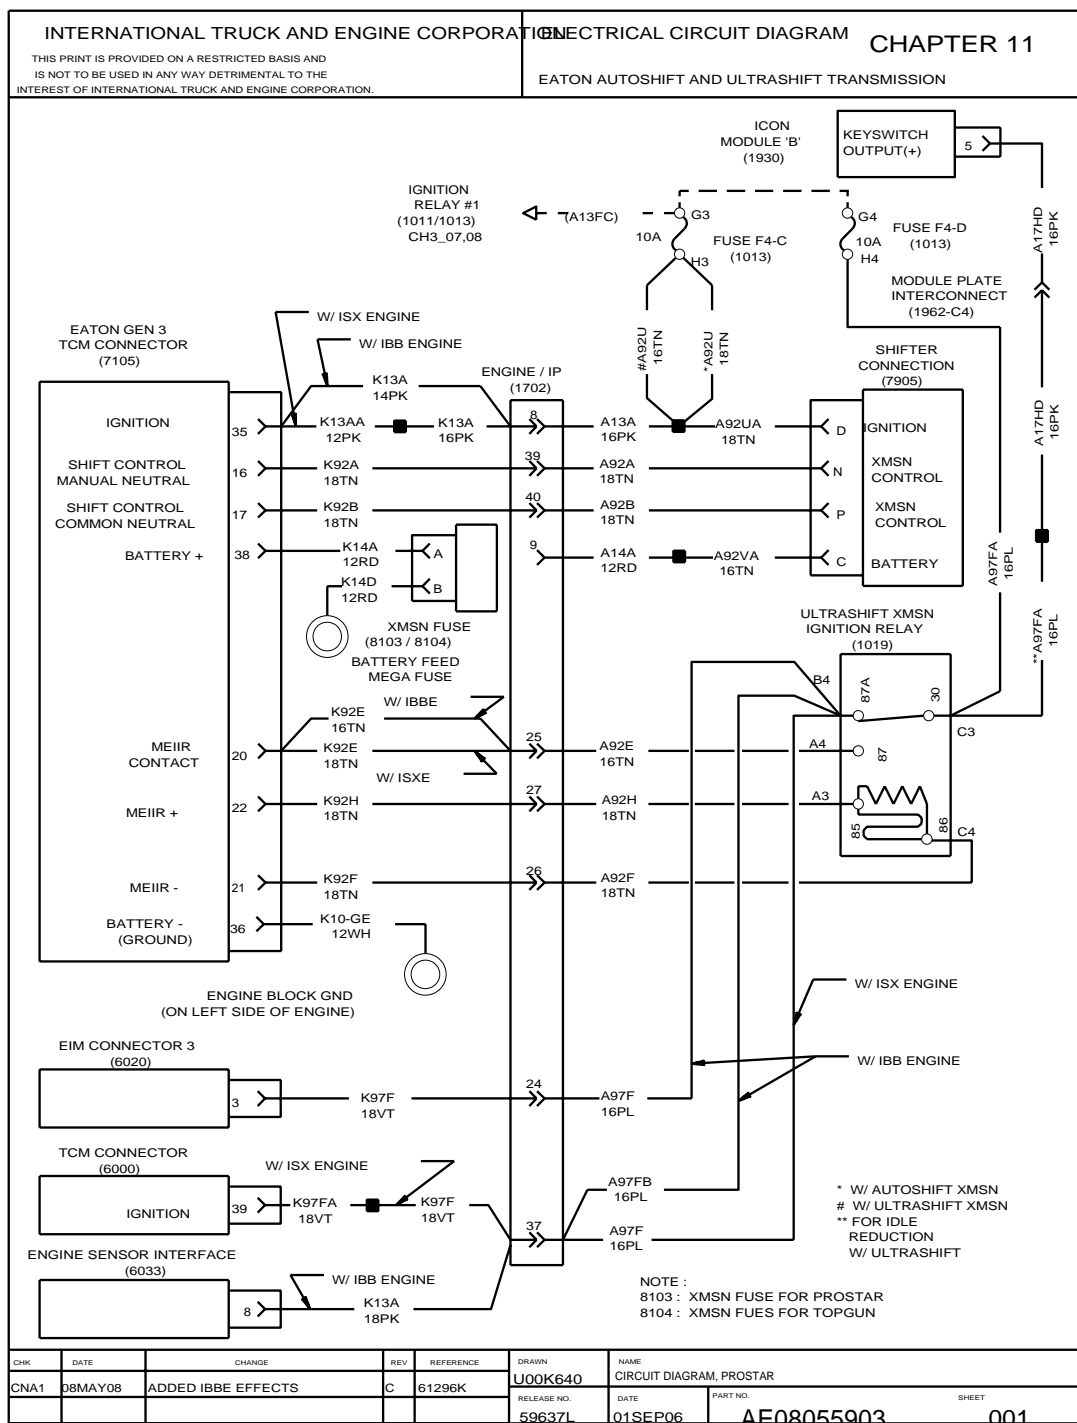 INTERNATIONAL TRUCK AND ENGINE CORPORATION
THIS PRINT IS PROVIDED ON A RESTRICTED BASIS AND
IS NOT TO BE USED IN ANY WAY DETRIMENTAL TO THE
INTEREST OF INTERNATIONAL TRUCK AND ENGINE CORPORATION.
ELECTRICAL CIRCUIT DIAGRAM
CHAPTER 11
EATON AUTOSHIFT AND ULTRASHIFT TRANSMISSION
ICON
MODULE 'B'
(1930)
KEYSWITCH
OUTPUT(+)
5
A17HD
16PK
IGNITION
RELAY #1
(1011/1013)
CH3_07,08
(A13FC)
G3
10A
H3
FUSE F4-C
(1013)
G4
10A
H4
FUSE F4-D
(1013)
MODULE PLATE
INTERCONNECT
(1962-C4)
#A92U
16TN
*A92U
18TN
A17HD
16PK
W/ ISX ENGINE
W/ IBB ENGINE
EATON GEN 3
TCM CONNECTOR
(7105)
ENGINE / IP
(1702)
SHIFTER
CONNECTION
(7905)
K13A
14PK
IGNITION
35
K13AA
12PK
K13A
16PK
8
A13A
16PK
A92UA
18TN
D
IGNITION
SHIFT CONTROL
MANUAL NEUTRAL
16
K92A
18TN
39
A92A
18TN
N
XMSN
CONTROL
SHIFT CONTROL
COMMON NEUTRAL
17
K92B
18TN
40
A92B
18TN
P
XMSN
CONTROL
BATTERY +
38
K14A
12RD
A
9
A14A
12RD
A92VA
16TN
C
BATTERY
K14D
12RD
B
XMSN FUSE
(8103 / 8104)
BATTERY FEED
MEGA FUSE
A97FA
16PL
**A97FA
16PL
ULTRASHIFT XMSN
IGNITION RELAY
(1019)
B4
87A
30
C3
W/ IBBE
K92E
16TN
MEIIR
CONTACT
20
K92E
18TN
25
A92E
16TN
A4
87
W/ ISXE
MEIIR +
22
K92H
18TN
27
A92H
18TN
A3
85
86
C4
MEIIR -
21
K92F
18TN
26
A92F
18TN
BATTERY -
(GROUND)
36
K10-GE
12WH
ENGINE BLOCK GND
(ON LEFT SIDE OF ENGINE)
W/ ISX ENGINE
W/ IBB ENGINE
EIM CONNECTOR 3
(6020)
3
K97F
18VT
24
A97F
16PL
TCM CONNECTOR
(6000)
IGNITION
39
W/ ISX ENGINE
K97FA
18VT
K97F
18VT
A97FB
16PL
37
A97F
16PL
* W/ AUTOSHIFT XMSN
# W/ ULTRASHIFT XMSN
** FOR IDLE
REDUCTION
W/ ULTRASHIFT
ENGINE SENSOR INTERFACE
(6033)
8
W/ IBB ENGINE
K13A
18PK
NOTE :
8103 : XMSN FUSE FOR PROSTAR
8104 : XMSN FUES FOR TOPGUN
CHK DATE CHANGE REV REFERENCE
CNA1 08MAY08 ADDED IBBE EFFECTS C 61296K
DRAWN
U00K640
NAME
CIRCUIT DIAGRAM, PROSTAR
RELEASE NO.
59637L
DATE
01SEP06
PART NO.
AE08055903
SHEET
001